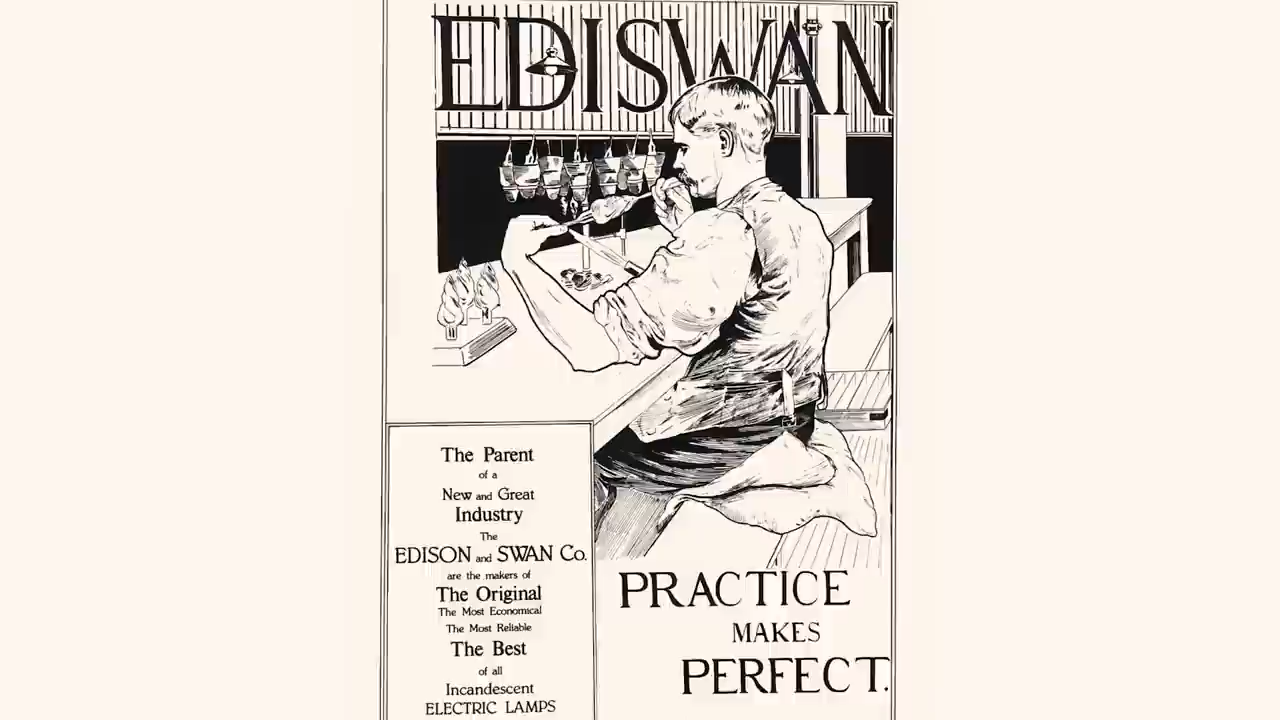 EDISWAN
The Parent
of a
New and Great
Industry
The
EDISON and SWAN Co.
are the makers of
The Original
The Most Economical
The Most Reliable
The Best
of all
Incandescent
ELECTRIC LAMPS
PRACTICE
MAKES
PERFECT.